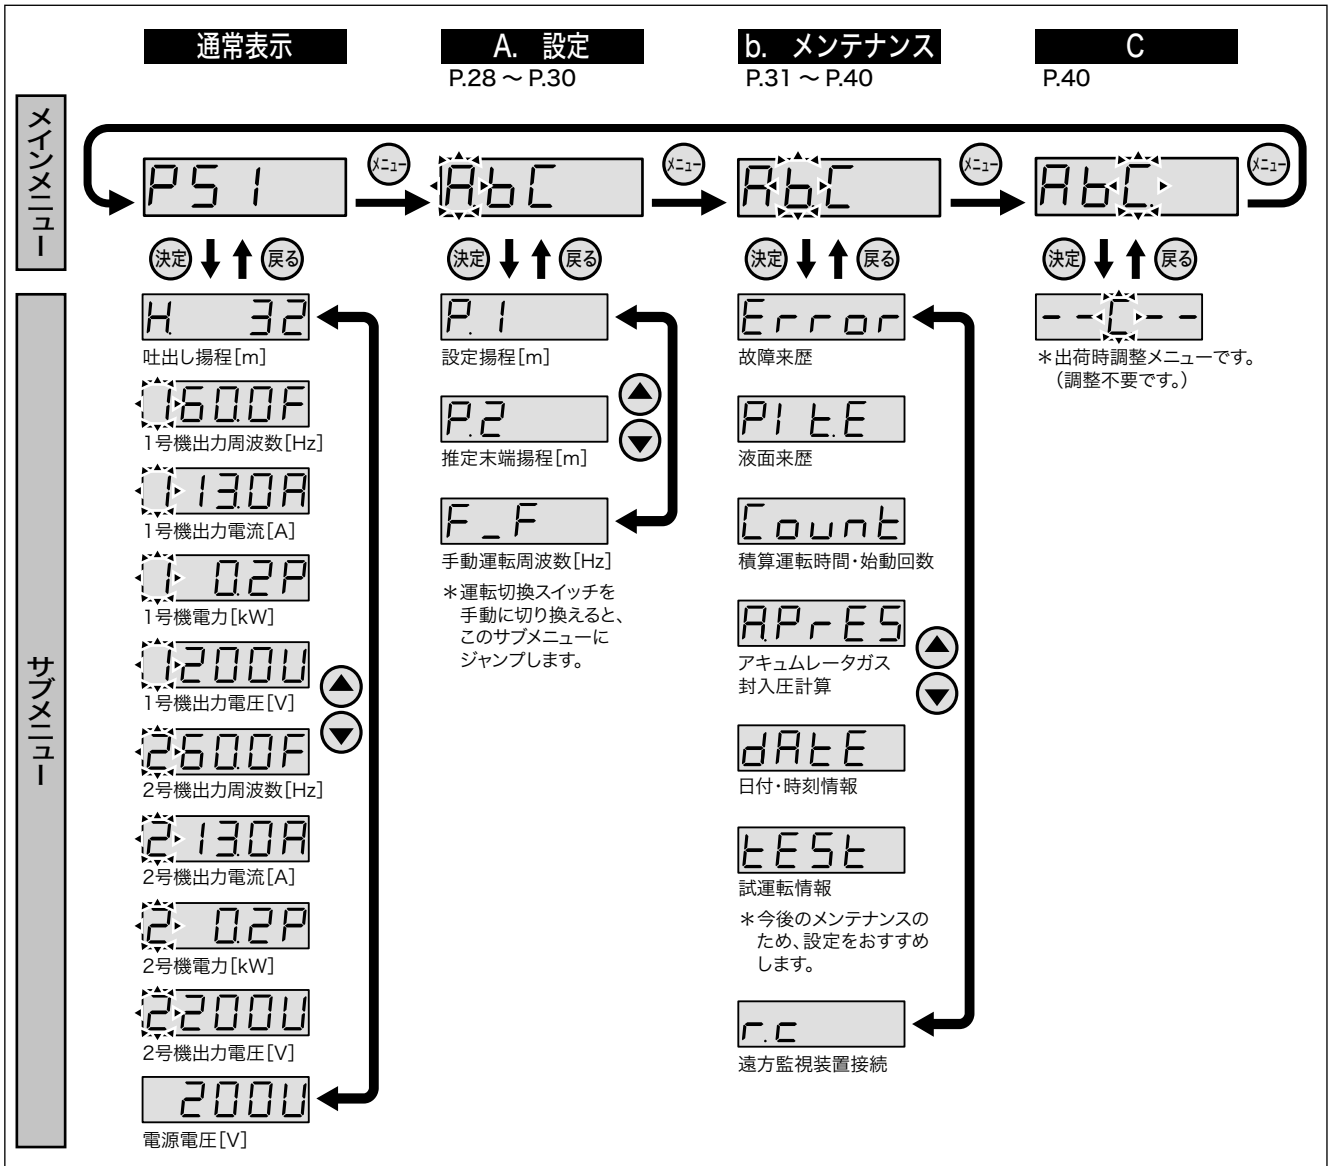 通常表示
A. 設定
P.28 ～ P.30
b. メンテナンス
P.31 ～ P.40
C
P.40
メインメニュー
PS1
メニュー
AbC
メニュー
AbC
メニュー
AbC.
メニュー
決定
戻る
決定
戻る
決定
戻る
決定
戻る
サブメニュー
H. 32
吐出し揚程[m]
160.0F
1号機出力周波数[Hz]
1 13.0A
1号機出力電流[A]
1 0.2P
1号機電力[kW]
1200U
1号機出力電圧[V]
260.0F
2号機出力周波数[Hz]
2 13.0A
2号機出力電流[A]
2 0.2P
2号機電力[kW]
2200U
2号機出力電圧[V]
200U
電源電圧[V]
P.1
設定揚程[m]
P.2
推定末端揚程[m]
F_F
手動運転周波数[Hz]
＊運転切換スイッチを
手動に切り換えると、
このサブメニューに
ジャンプします。
Error
故障来歴
PIt.E
液面来歴
Count
積算運転時間・始動回数
A.PrES
アキュムレータガス
封入圧計算
dAtE
日付・時刻情報
tESt
試運転情報
＊今後のメンテナンスの
ため、設定をおすすめ
します。
r.c
遠方監視装置接続
--C--
＊出荷時調整メニューです。
（調整不要です。）